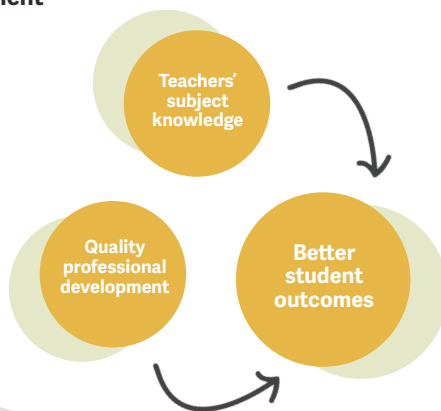 Teachers’
subject
knowledge
Quality
professional
development
Better
student
outcomes